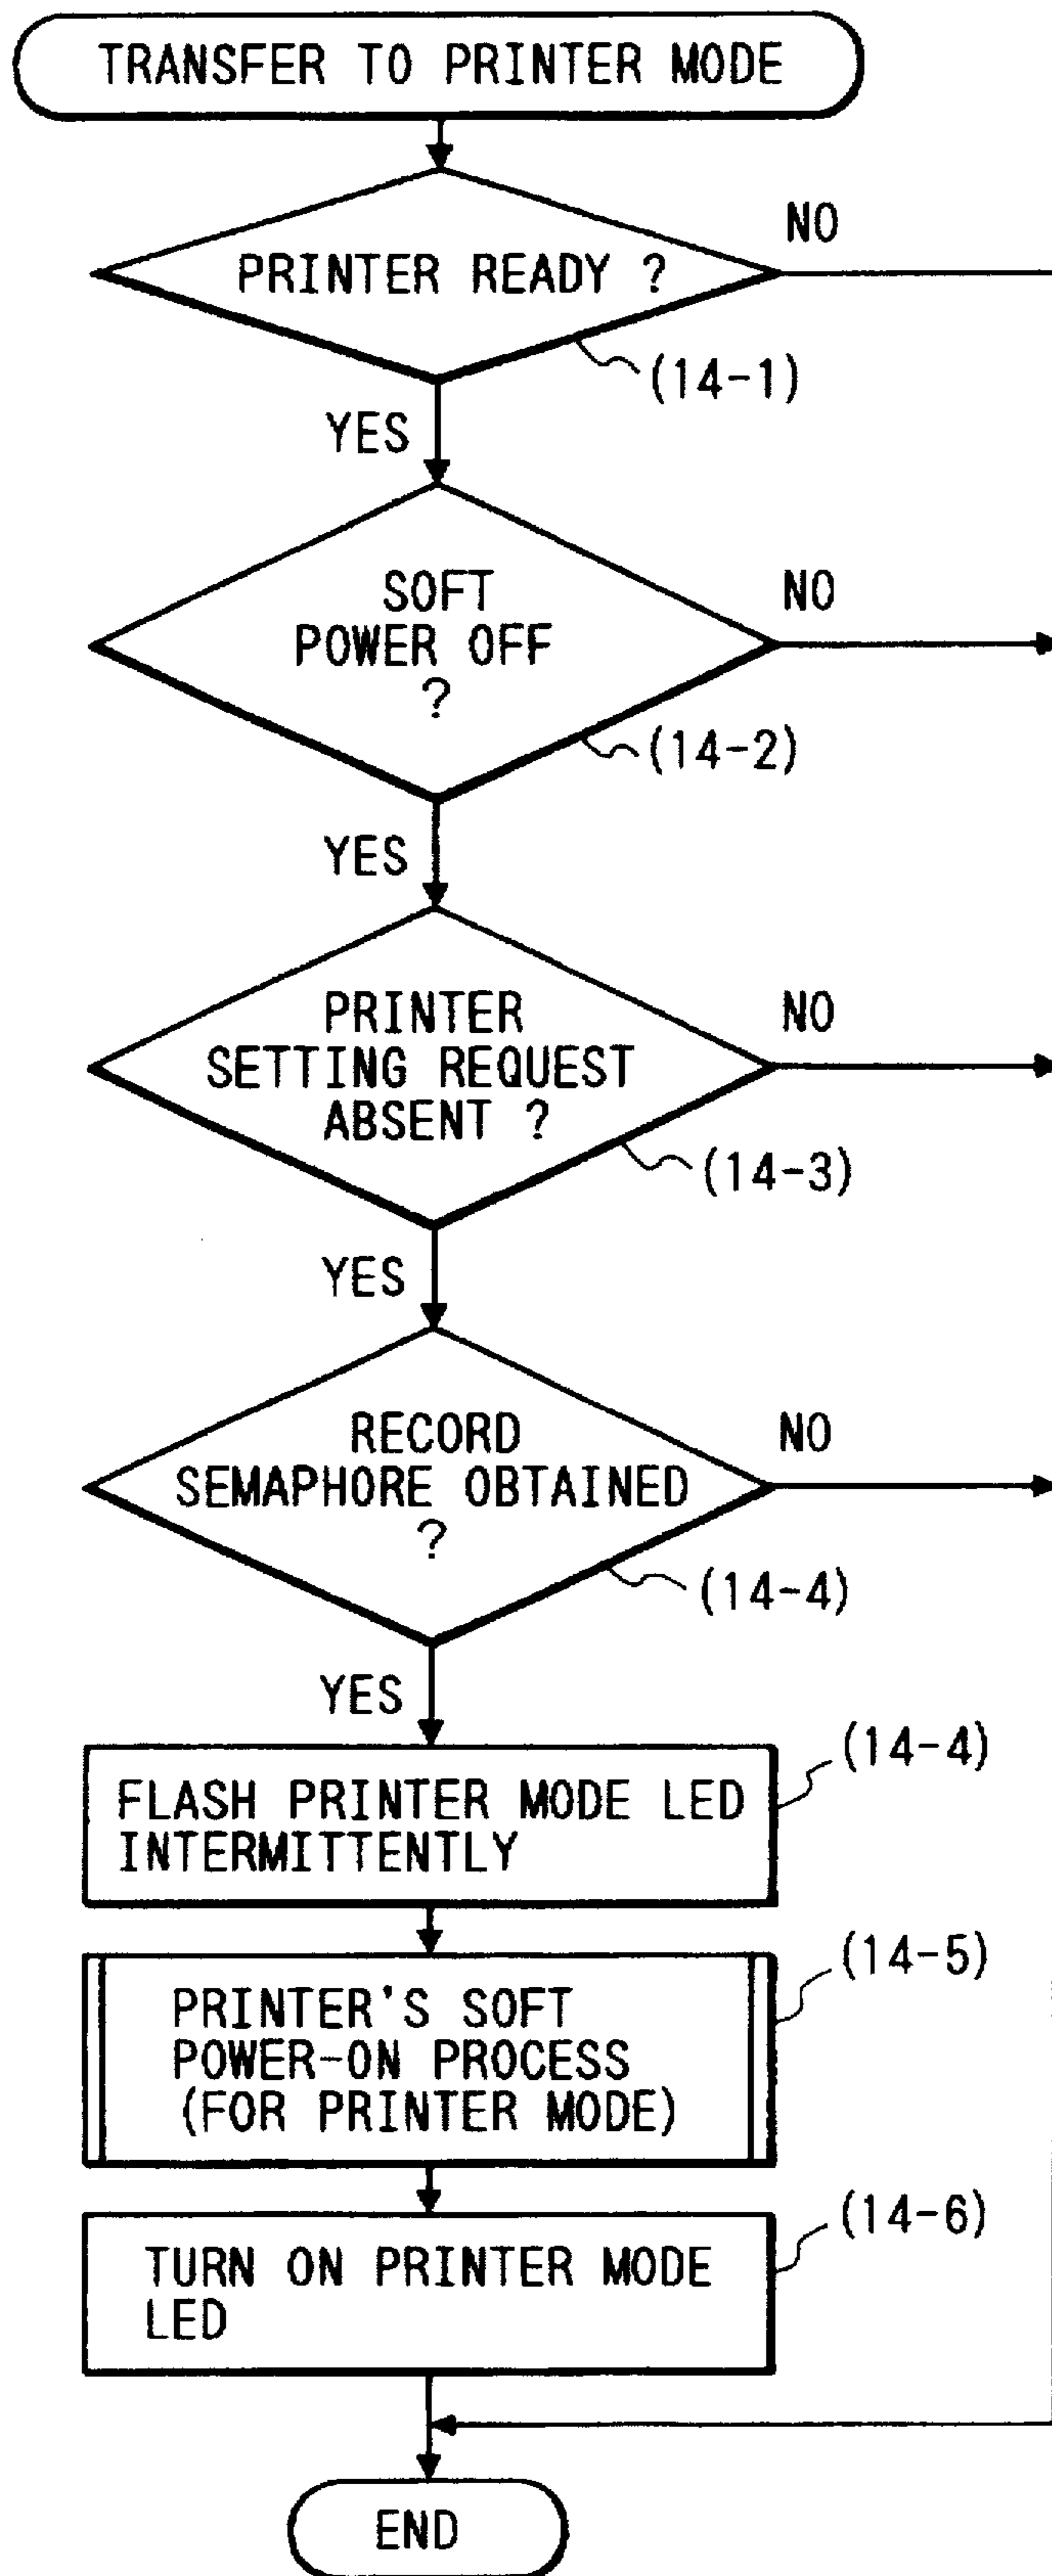 TRANSFER TO PRINTER MODE
NO
PRINTER READY ?
(14-1)
YES
NO
SOFT
POWER OFF
?
(14-2)
YES
NO
PRINTER
SETTING REQUEST
ABSENT ?
(14-3)
YES
NO
RECORD
SEMAPHORE OBTAINED
?
(14-4)
YES
(14-4)
FLASH PRINTER MODE LED
INTERMITTENTLY
(14-5)
PRINTER'S SOFT
POWER-ON PROCESS
(FOR PRINTER MODE)
(14-6)
TURN ON PRINTER MODE
LED
END